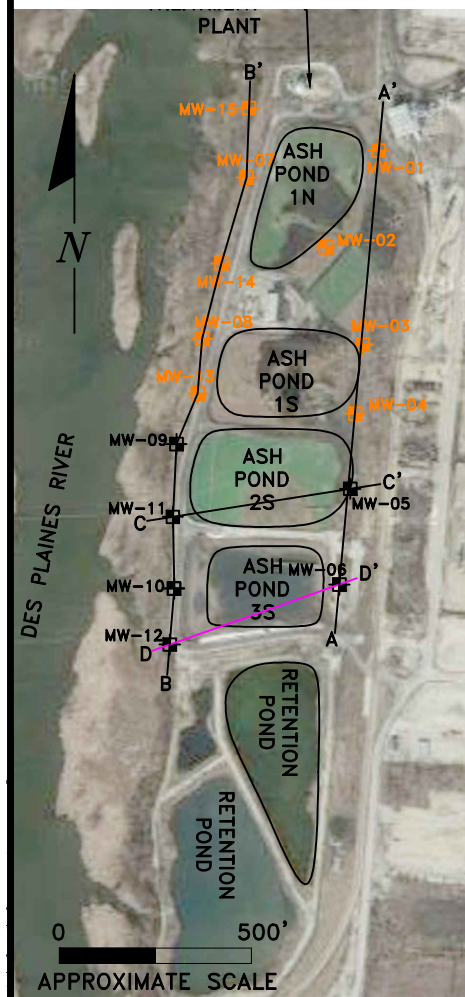 PLANT
B'
A'
MW-15
MW-07
MW-01
ASH
POND
1N
MW-02
N
MW-14
MW-08
MW-03
ASH
POND
1S
MW-13
MW-04
MW-09
ASH
POND
2S
C'
MW-05
MW-11
C
DES PLAINES RIVER
ASH
POND
3S
MW-06
D'
MW-10
MW-12
D
A
B
RETENTION
POND
RETENTION
POND
0 500'
APPROXIMATE SCALE